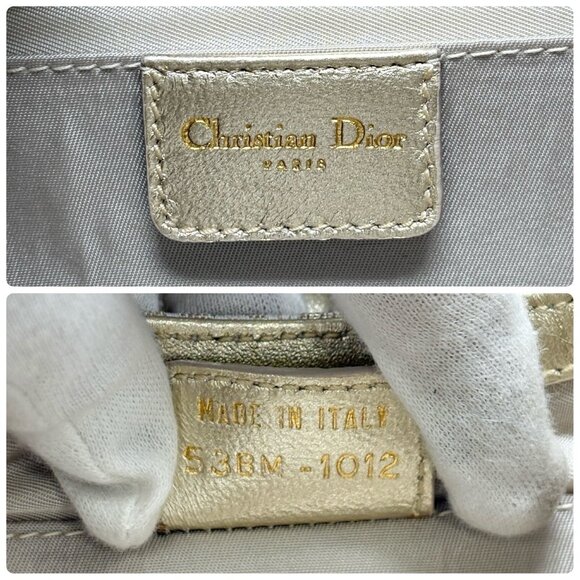 Christian Dior
PARIS
MADE IN ITALY
53BM-1012